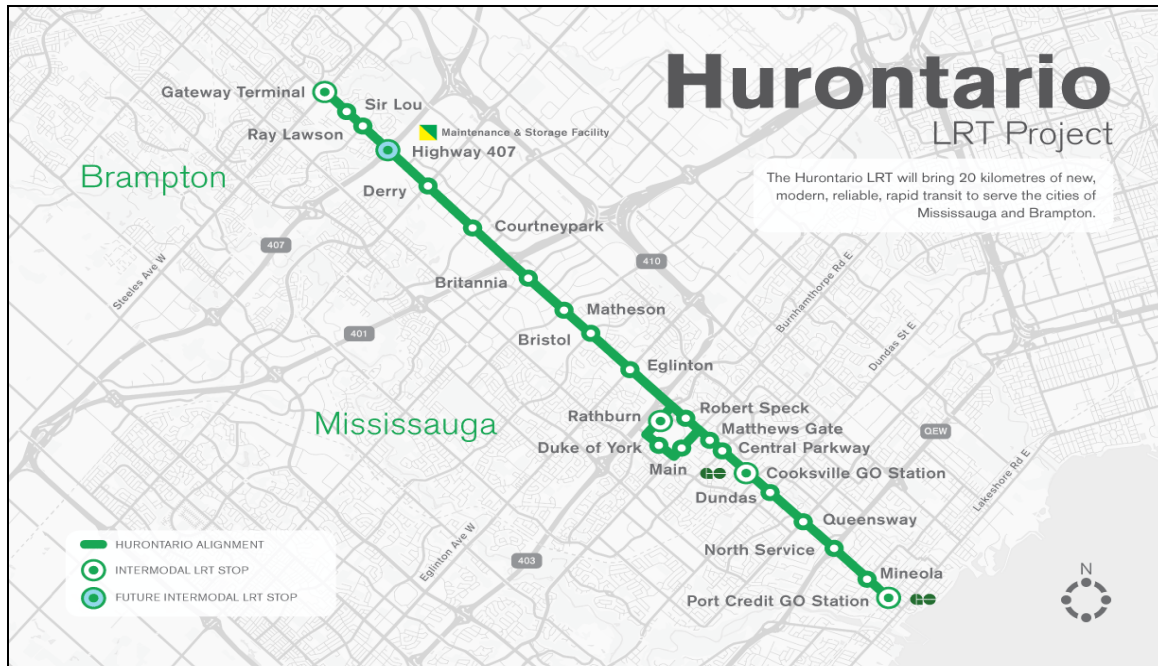 Hurontario
LRT Project
The Hurontario LRT will bring 20 kilometres of new,
modern, reliable, rapid transit to serve the cities of
Mississauga and Brampton.
Gateway Terminal
Sir Lou
Ray Lawson
Maintenance & Storage Facility
Highway 407
Brampton
Derry
Courtneypark
407
410
Steeles Ave W
Britannia
Burnhamthorpe Rd E
Matheson
401
Bristol
Dundas St E
Eglinton
Mississauga
Rathburn
Robert Speck
Matthews Gate
QEW
Duke of York
Central Parkway
Main
GO
Cooksville GO Station
Lakeshore Rd E
Dundas
Queensway
HURONTARIO ALIGNMENT
North Service
Eglinton Ave W
403
INTERMODAL LRT STOP
Mineola
N
FUTURE INTERMODAL LRT STOP
Port Credit GO Station
GO